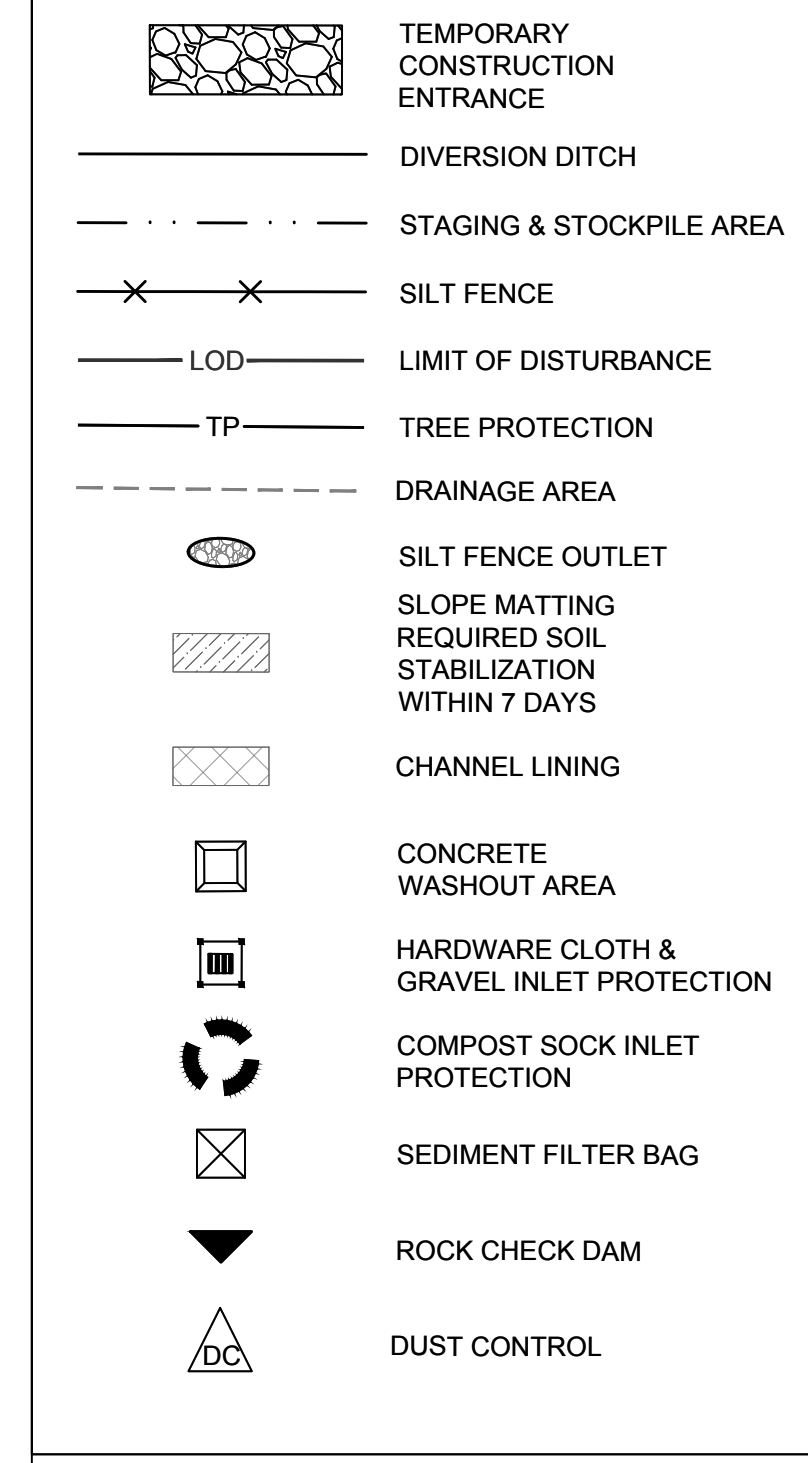 TEMPORARY
CONSTRUCTION
ENTRANCE
DIVERSION DITCH
STAGING & STOCKPILE AREA
SILT FENCE
LOD LIMIT OF DISTURBANCE
TP TREE PROTECTION
DRAINAGE AREA
SILT FENCE OUTLET
SLOPE MATTING
REQUIRED SOIL
STABILIZATION
WITHIN 7 DAYS
CHANNEL LINING
CONCRETE
WASHOUT AREA
HARDWARE CLOTH &
GRAVEL INLET PROTECTION
COMPOST SOCK INLET
PROTECTION
SEDIMENT FILTER BAG
ROCK CHECK DAM
DC DUST CONTROL